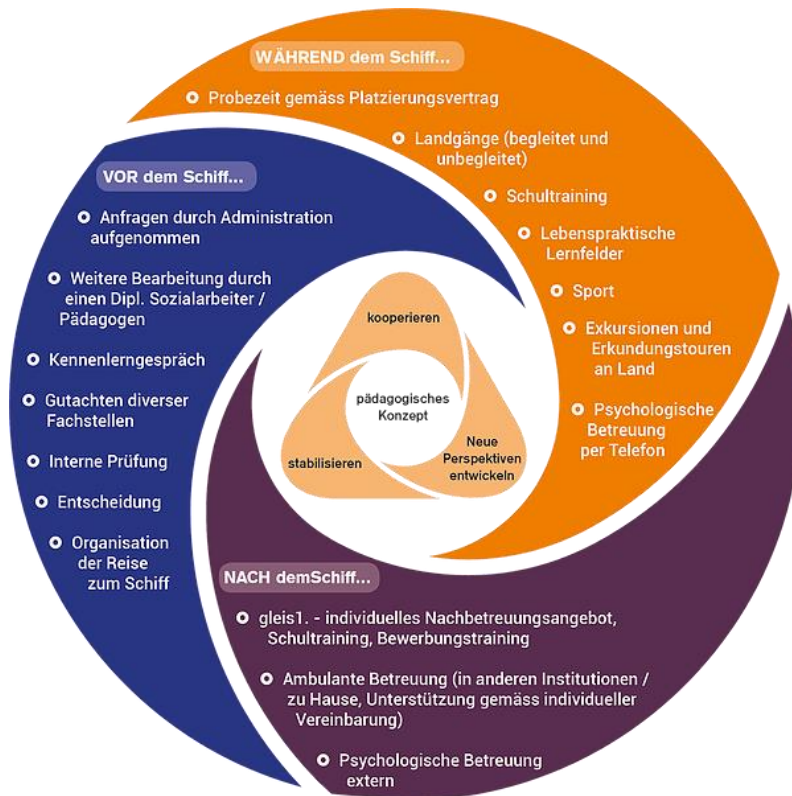 WÄHREND dem Schiff...
Probezeit gemäss Platzierungsvertrag
Landgänge (begleitet und
unbegleitet)
Schultraining
Lebenspraktische
Lernfelder
Sport
Exkursionen und
Erkundungstouren
an Land
Psychologische
Betreuung
per Telefon
VOR dem Schiff...
Anfragen durch Administration
aufgenommen
Weitere Bearbeitung durch
einen Dipl. Sozialarbeiter /
Pädagogen
Kennenlerngespräch
Gutachten diverser
Fachstellen
Interne Prüfung
Entscheidung
Organisation
der Reise
zum Schiff
kooperieren
pädagogisches
Konzept
stabilisieren
Neue
Perspektiven
entwickeln
NACH demSchiff...
gleis1. - individuelles Nachbetreuungsangebot,
Schultraining, Bewerbungstraining
Ambulante Betreuung (in anderen Institutionen /
zu Hause, Unterstützung gemäss individueller
Vereinbarung)
Psychologische Betreuung
extern